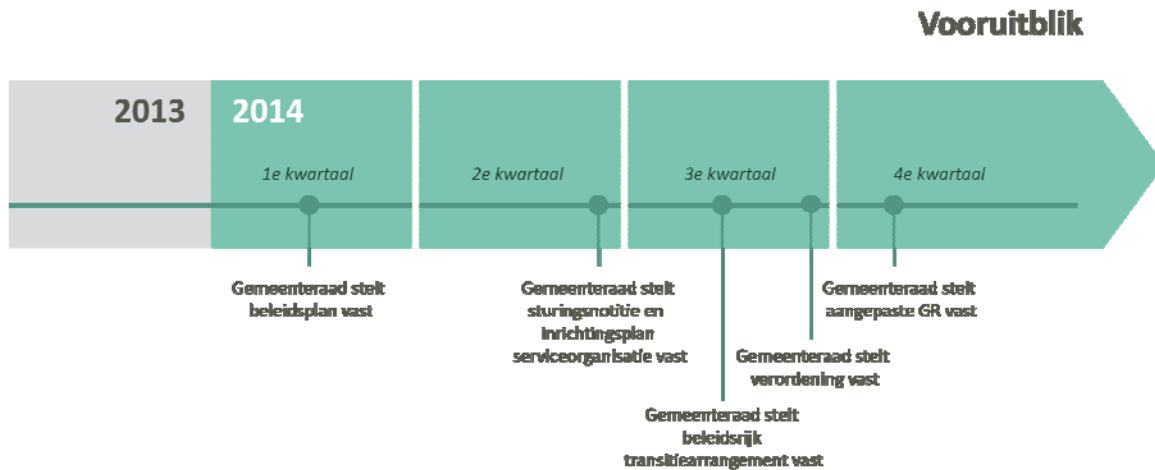 Vooruitblik
2013
2014
1e kwartaal
2e kwartaal
3e kwartaal
4e kwartaal
Gemeenteraad stelt
beleidsplan vast
Gemeenteraad stelt
sturingsnotitie en
inrichtingsplan
serviceorganisatie vast
Gemeenteraad stelt
beleidsrijk
transitiearrangement vast
Gemeenteraad stelt
verordening vast
Gemeenteraad stelt
aangepaste GR vast